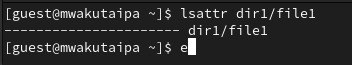 [guest@mwakutaipa ~]$ lsattr dir1/file1
---------------------- dir1/file1
[guest@mwakutaipa ~]$ e